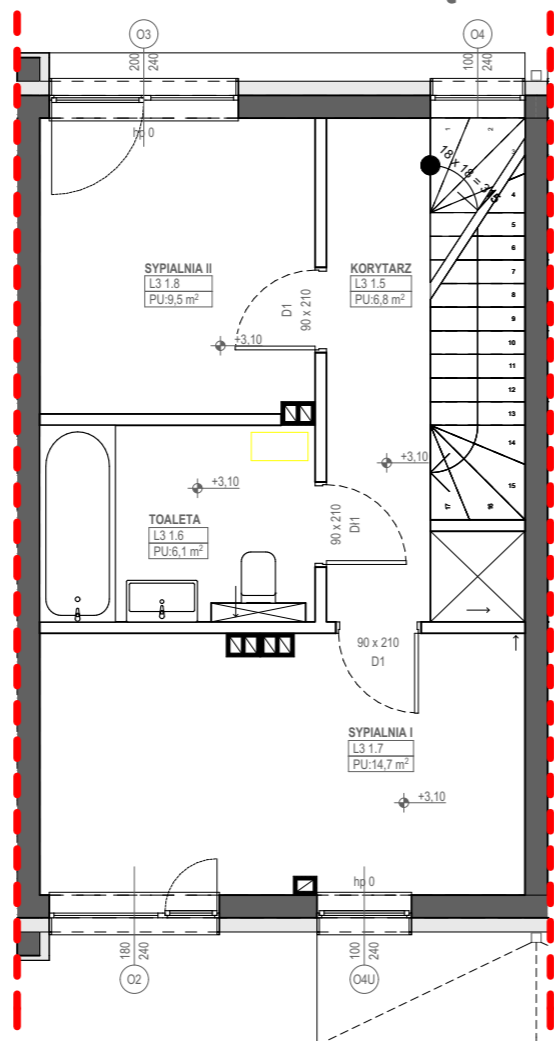 O3
O4
200
240
100
240
hp 0
1
2
3
18 x 18 = 315
4
5
6
7
8
9
10
11
12
13
14
15
16
17
SYPIALNIA II
L3 1.8
PU:9,5 m²
KORYTARZ
L3 1.5
PU:6,8 m²
D1
90 x 210
+3,10
+3,10
+3,10
TOALETA
L3 1.6
PU:6,1 m²
90 x 210
DI1
90 x 210
D1
SYPIALNIA I
L3 1.7
PU:14,7 m²
+3,10
hp 0
180
240
100
240
O2
O4U